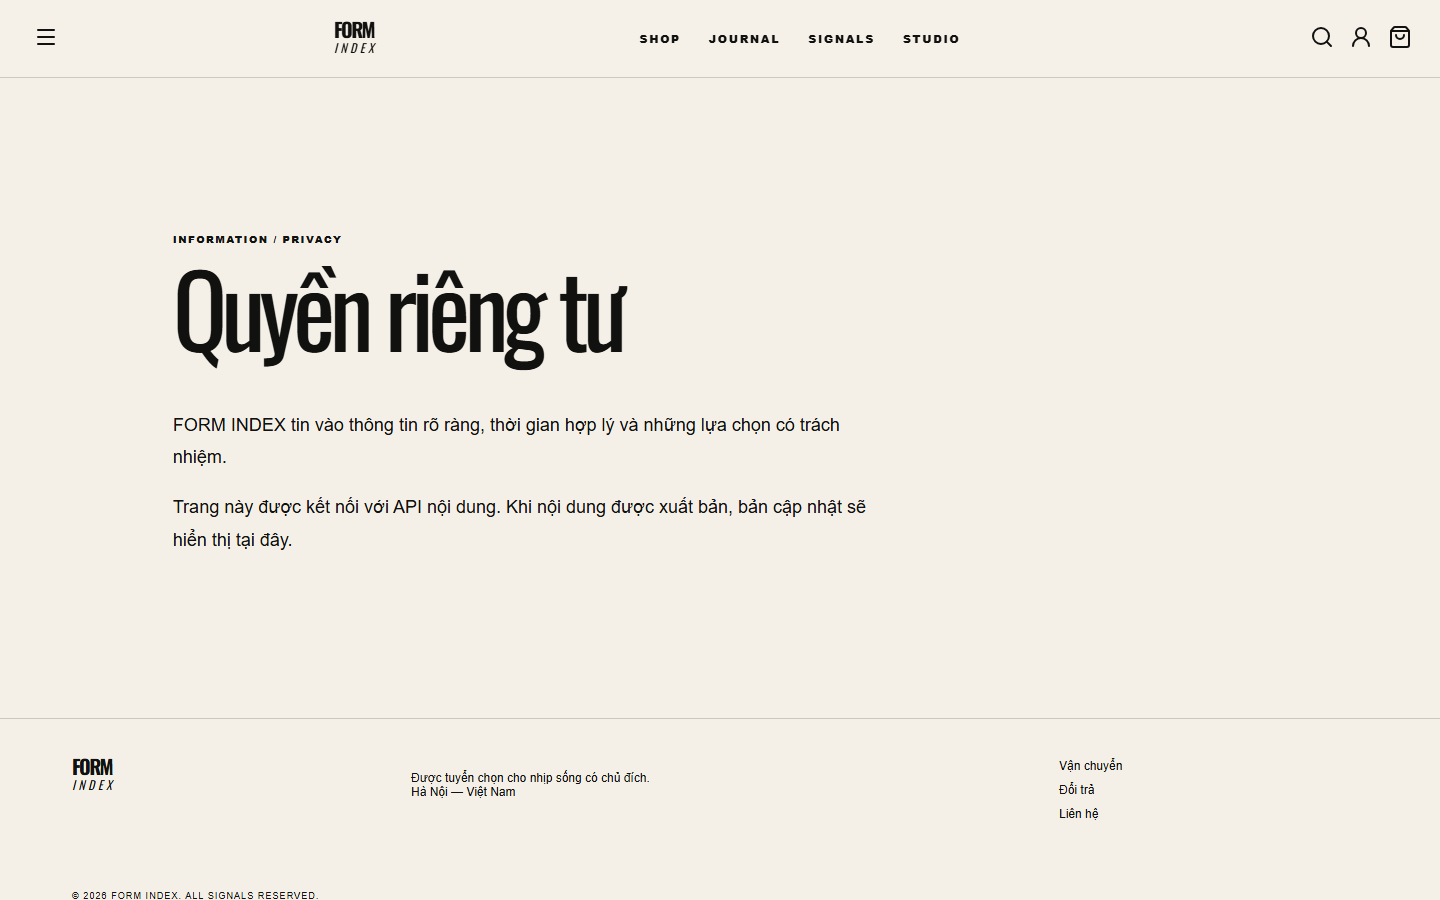 FORM
INDEX
SHOP JOURNAL SIGNALS STUDIO
INFORMATION / PRIVACY
Quyền riêng tư
FORM INDEX tin vào thông tin rõ ràng, thời gian hợp lý và những lựa chọn có trách
nhiệm.
Trang này được kết nối với API nội dung. Khi nội dung được xuất bản, bản cập nhật sẽ
hiển thị tại đây.
FORM
INDEX
Được tuyển chọn cho nhịp sống có chủ đích.
Hà Nội — Việt Nam
Vận chuyển
Đổi trả
Liên hệ
© 2026 FORM INDEX. ALL SIGNALS RESERVED.